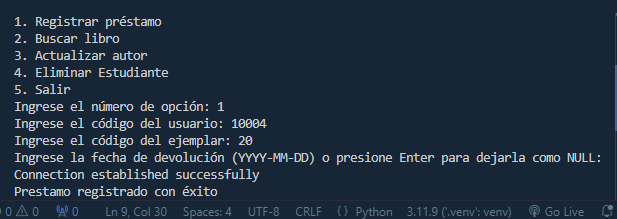 1. Registrar préstamo
2. Buscar libro
3. Actualizar autor
4. Eliminar Estudiante
5. Salir
Ingrese el número de opción: 1
Ingrese el código del usuario: 10004
Ingrese el código del ejemplar: 20
Ingrese la fecha de devolución (YYYY-MM-DD) o presione Enter para dejarla como NULL:
Connection established successfully
Prestamo registrado con éxito
0 0 0 Ln 9, Col 30 Spaces: 4 UTF-8 CRLF {} Python 3.11.9 ('.venv': venv) Go Live